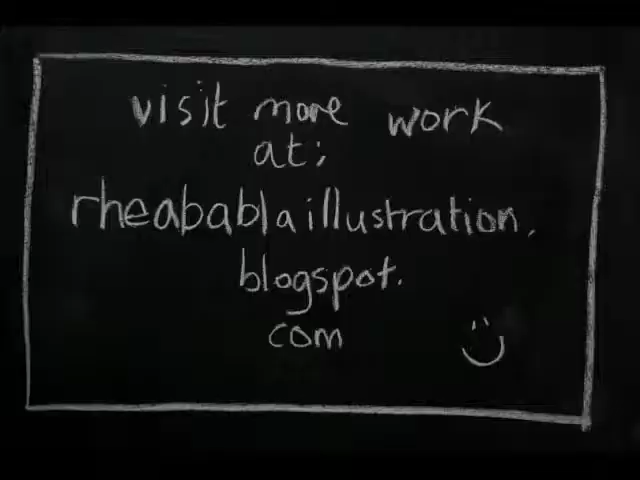 visit more work
at;
rheabablaillustration.
blogspot.
com